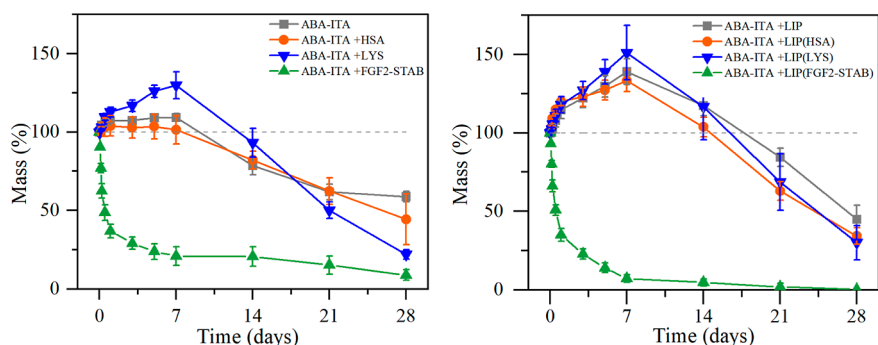 ABA-ITA
ABA-ITA +HSA
ABA-ITA +LYS
ABA-ITA +FGF2-STAB
Mass (%)
150
100
50
0
0
7
14
21
28
Time (days)
ABA-ITA +LIP
ABA-ITA +LIP(HSA)
ABA-ITA +LIP(LYS)
ABA-ITA +LIP(FGF2-STAB)
Mass (%)
150
100
50
0
0
7
14
21
28
Time (days)